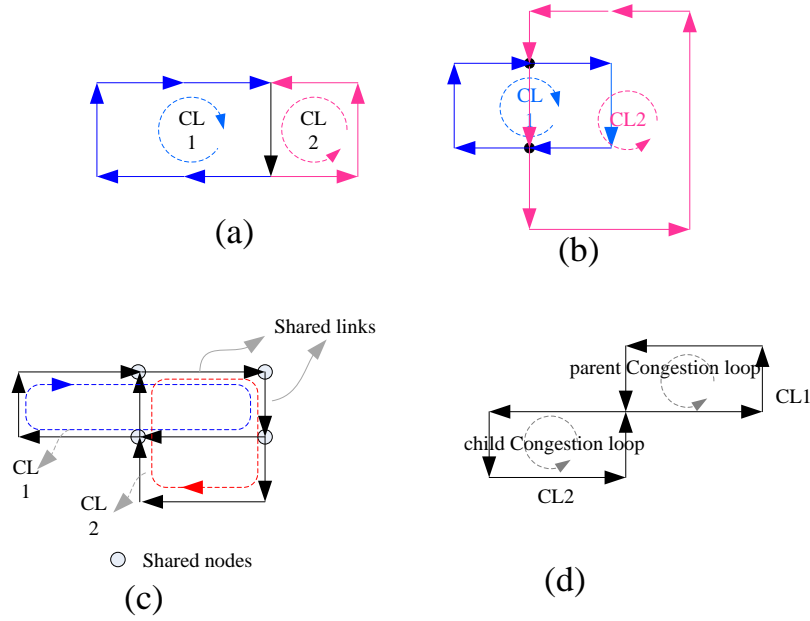 CL
1
CL
2
(a)
CL
1
CL2
(b)
Shared links
CL
1
CL
2
Shared nodes
(c)
parent Congestion loop
CL1
child Congestion loop
CL2
(d)